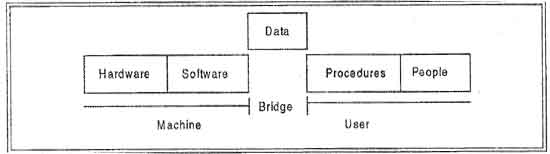 Data
Hardware Software Procedures People
Bridge
Machine User